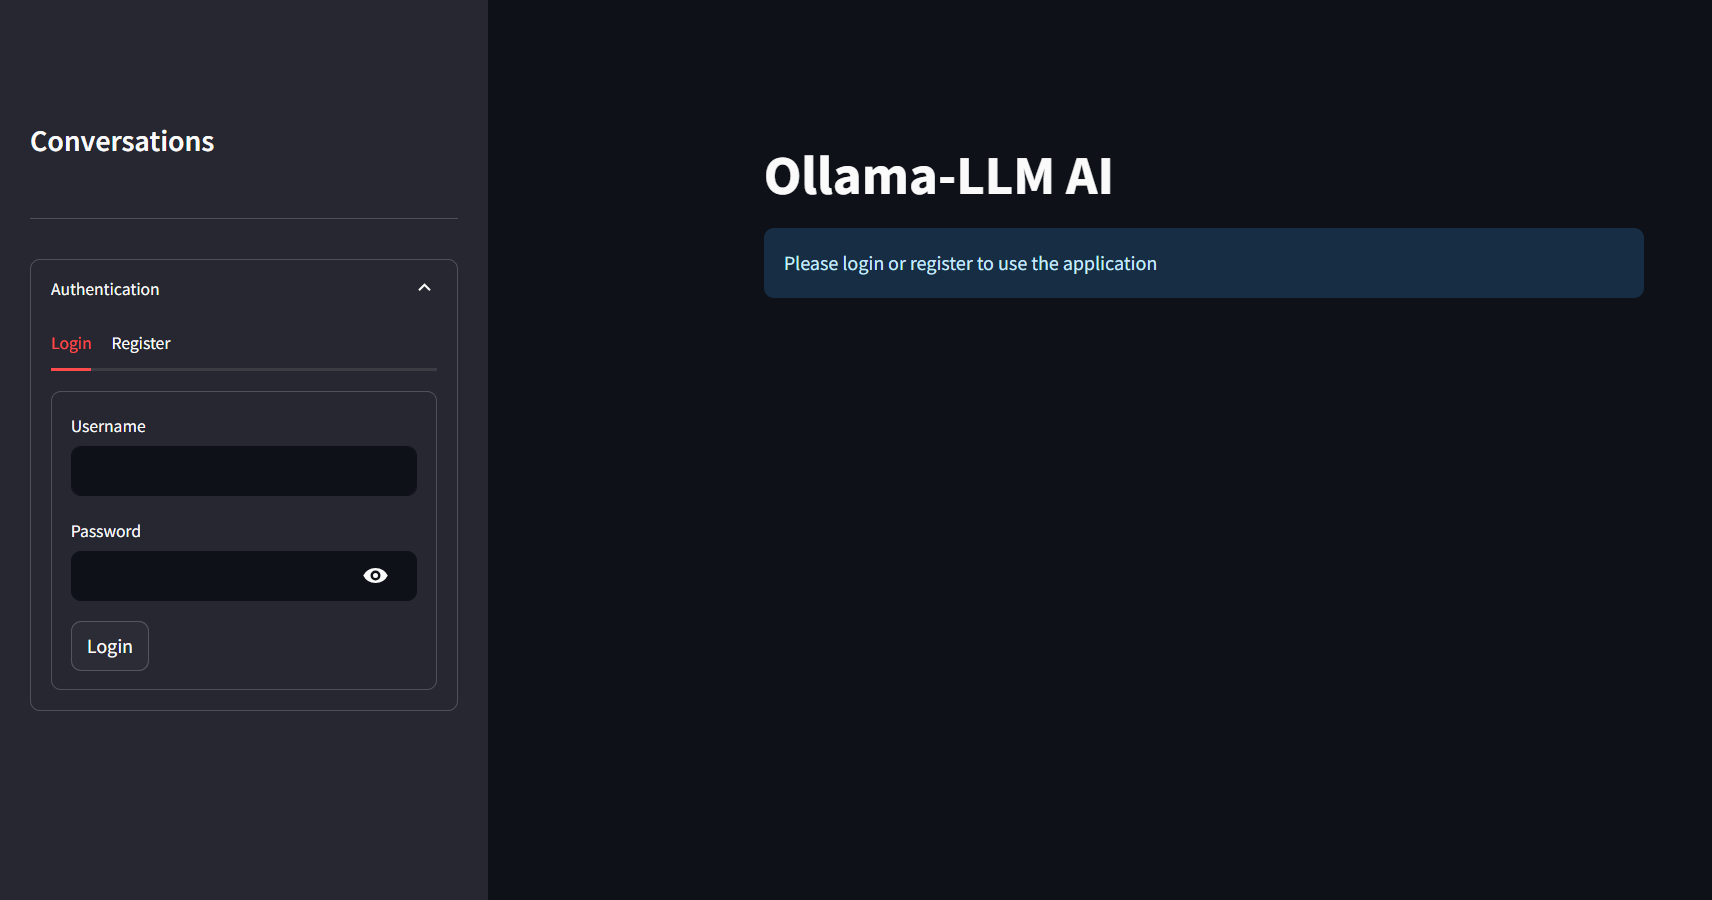 Conversations
Authentication
Login Register
Username
Password
Login
Ollama-LLM AI
Please login or register to use the application